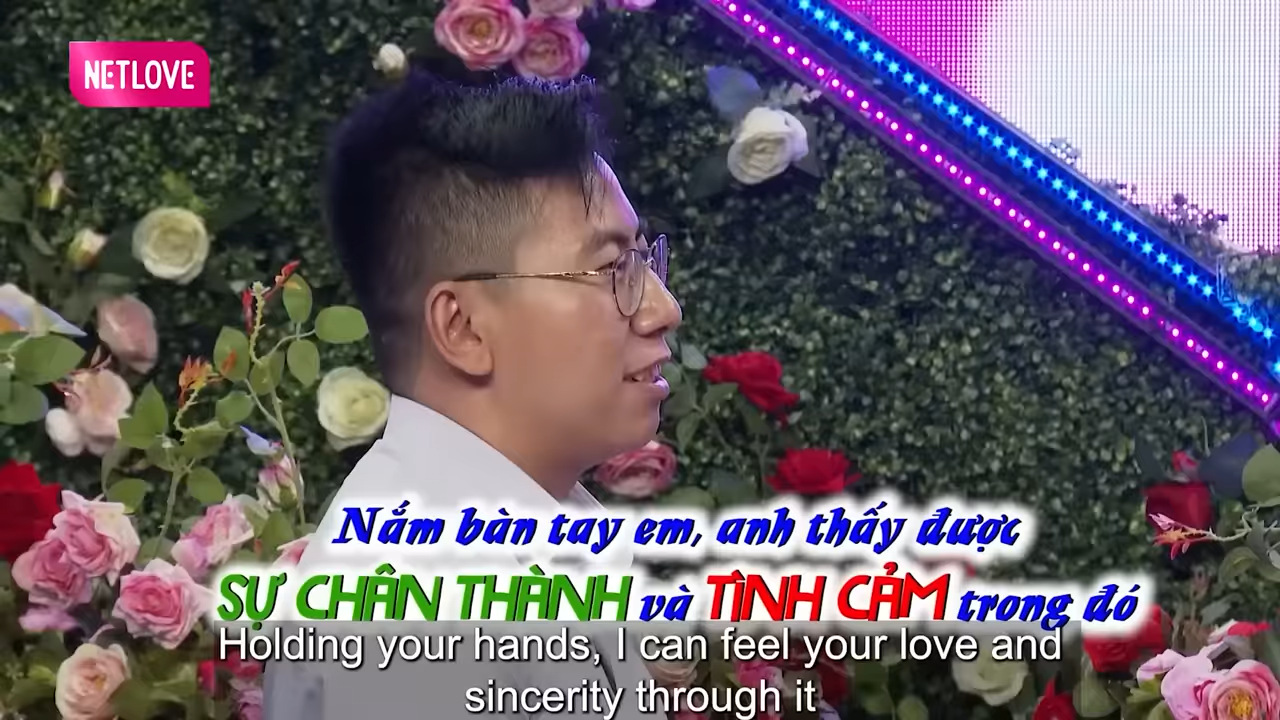 NETLOVE
Nắm bàn tay em, anh thấy được
SỰ CHÂN THÀNH và TÌNH CẢM trong đó
Holding your hands, I can feel your love and
sincerity through it